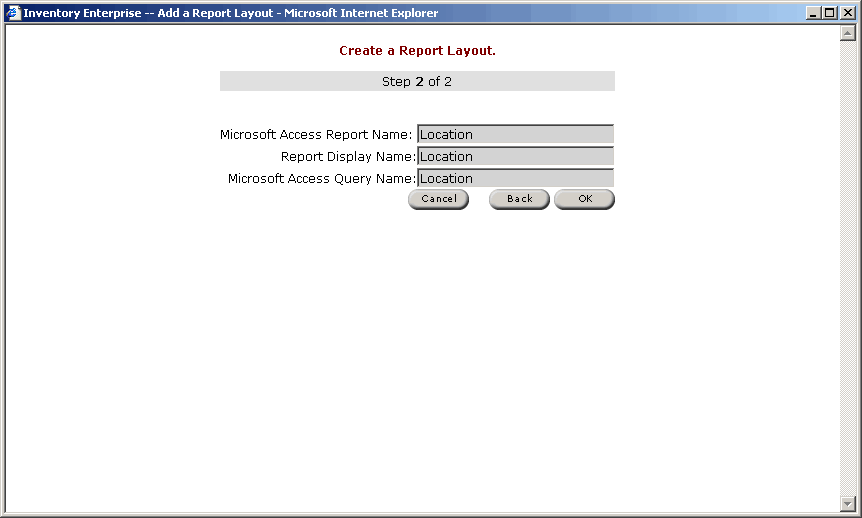 Inventory Enterprise -- Add a Report Layout - Microsoft Internet Explorer
Create a Report Layout.
Step 2 of 2
Microsoft Access Report Name: Location
Report Display Name: Location
Microsoft Access Query Name: Location
Cancel Back OK